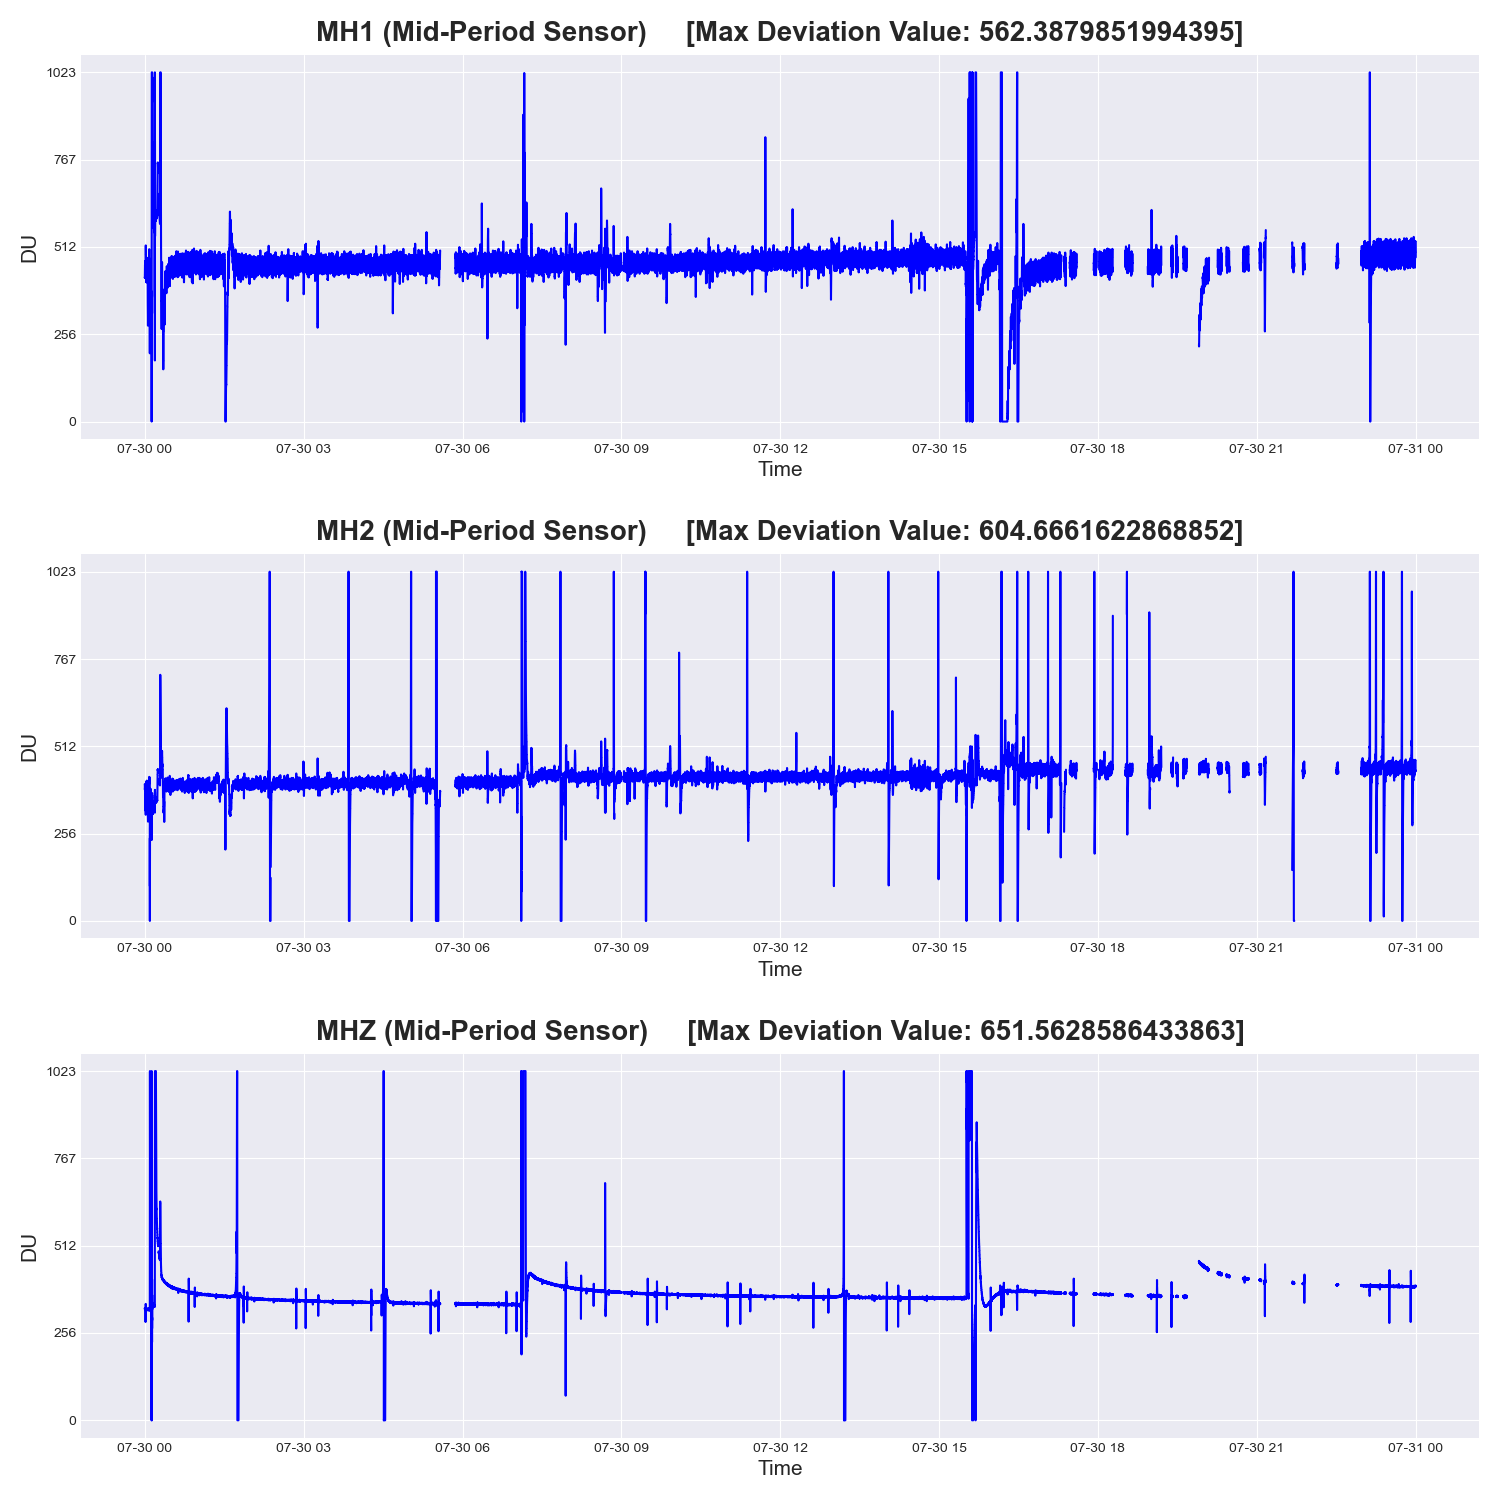 MH1 (Mid-Period Sensor) [Max Deviation Value: 562.3879851994395]
1023
767
512
256
0
DU
07-30 00 07-30 03 07-30 06 07-30 09 07-30 12 07-30 15 07-30 18 07-30 21 07-31 00
Time
MH2 (Mid-Period Sensor) [Max Deviation Value: 604.6661622868852]
1023
767
512
256
0
DU
07-30 00 07-30 03 07-30 06 07-30 09 07-30 12 07-30 15 07-30 18 07-30 21 07-31 00
Time
MHZ (Mid-Period Sensor) [Max Deviation Value: 651.5628586433863]
1023
767
512
256
0
DU
07-30 00 07-30 03 07-30 06 07-30 09 07-30 12 07-30 15 07-30 18 07-30 21 07-31 00
Time